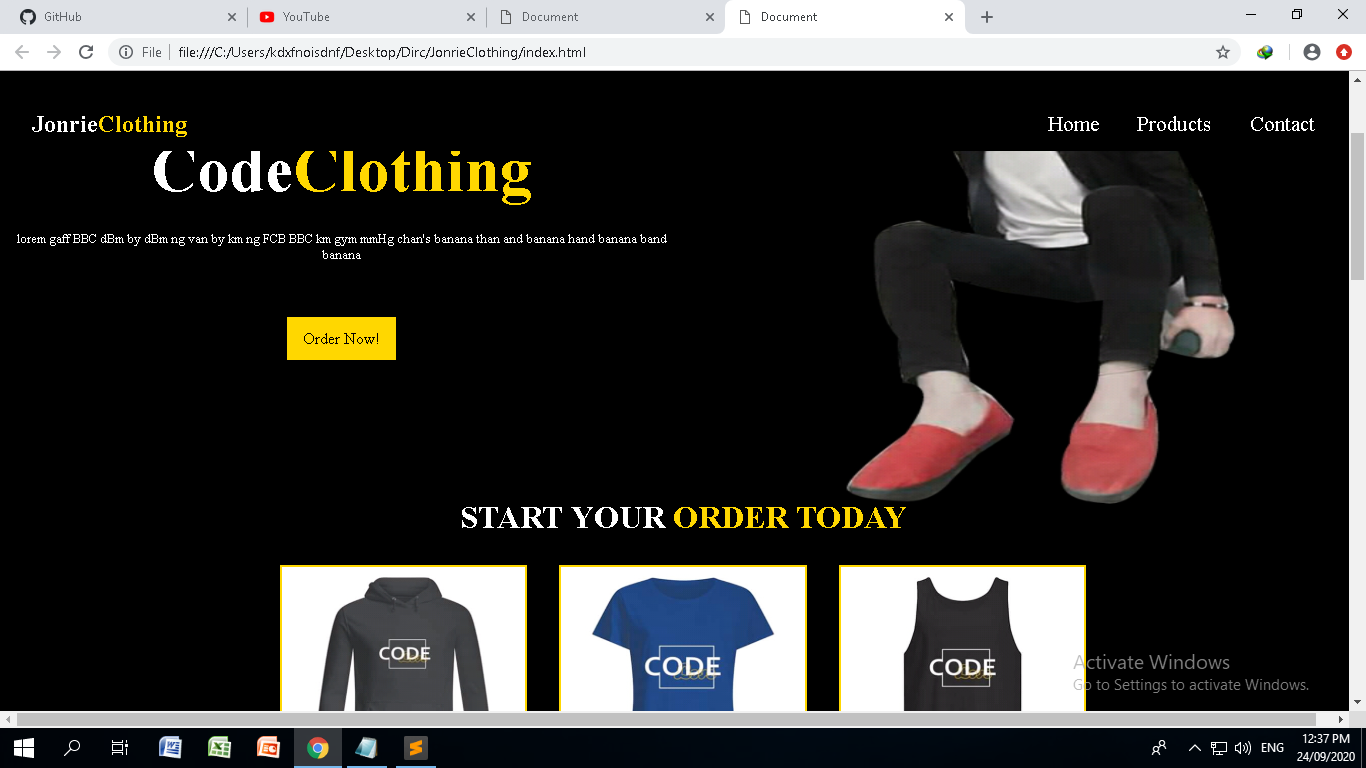 GitHub
YouTube
Document
Document
File
file:///C:/Users/kdxfnoisdnf/Desktop/Dirc/JonrieClothing/index.html
JonrieClothing
Home
Products
Contact
CodeClothing
lorem gaff BBC dBm by dBm ng van by km ng FCB BBC km gym mmHg chan's banana than and banana hand banana band
banana
Order Now!
START YOUR ORDER TODAY
CODE
CODE
CODE
Activate Windows
Go to Settings to activate Windows.
ENG
12:37 PM
24/09/2020